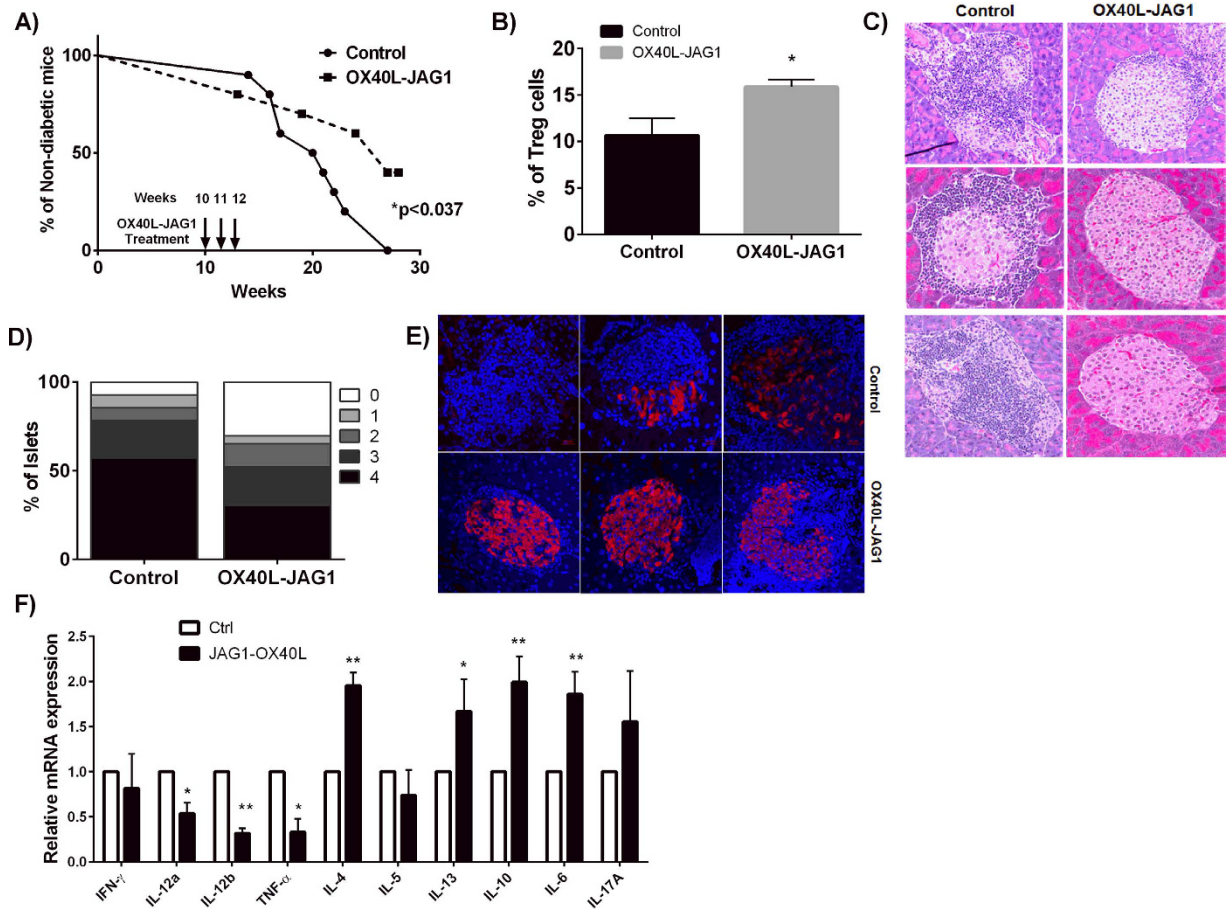 A)
% of Non-diabetic mice
100
50
0
Control
OX40L-JAG1
*p<0.037
Weeks 10 11 12
OX40L-JAG1
Treatment
0 10 20 30
Weeks
B)
Control
OX40L-JAG1
% of Treg cells
20
15
10
5
0
*
Control OX40L-JAG1
C)
Control OX40L-JAG1
D)
% of Islets
100
50
0
0
1
2
3
4
Control OX40L-JAG1
E)
Control
OX40L-JAG1
F)
Ctrl
JAG1-OX40L
Relative mRNA expression
2.5
2.0
1.5
1.0
0.5
0.0
* ** * ** * ** **
IFN-γ IL-12a IL-12b TNF-α IL-4 IL-5 IL-13 IL-10 IL-6 IL-17A